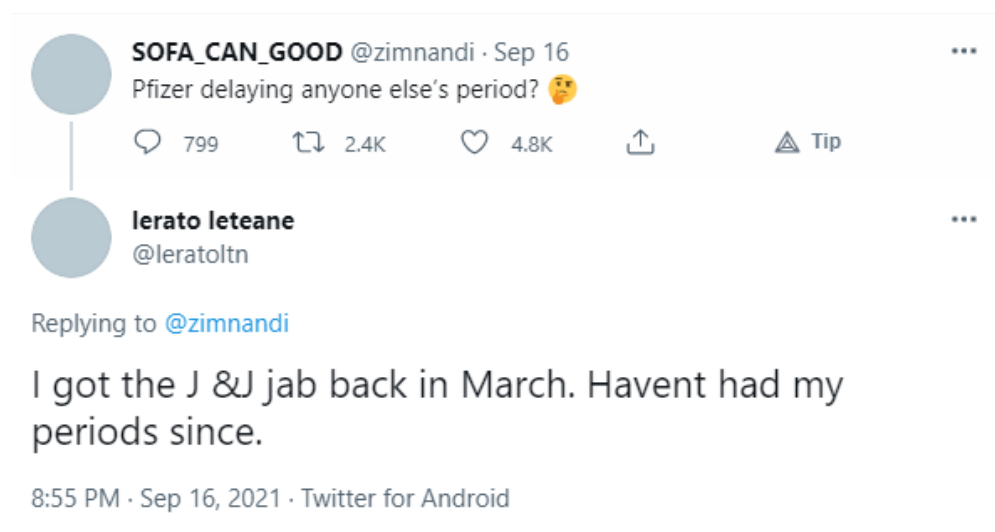 SOFA_CAN_GOOD @zimnandi · Sep 16
Pfizer delaying anyone else's period? 🤔
799 2.4K 4.8K Tip
lerato leteane
@leratoltn
Replying to @zimnandi
I got the J &J jab back in March. Havent had my
periods since.
8:55 PM · Sep 16, 2021 · Twitter for Android